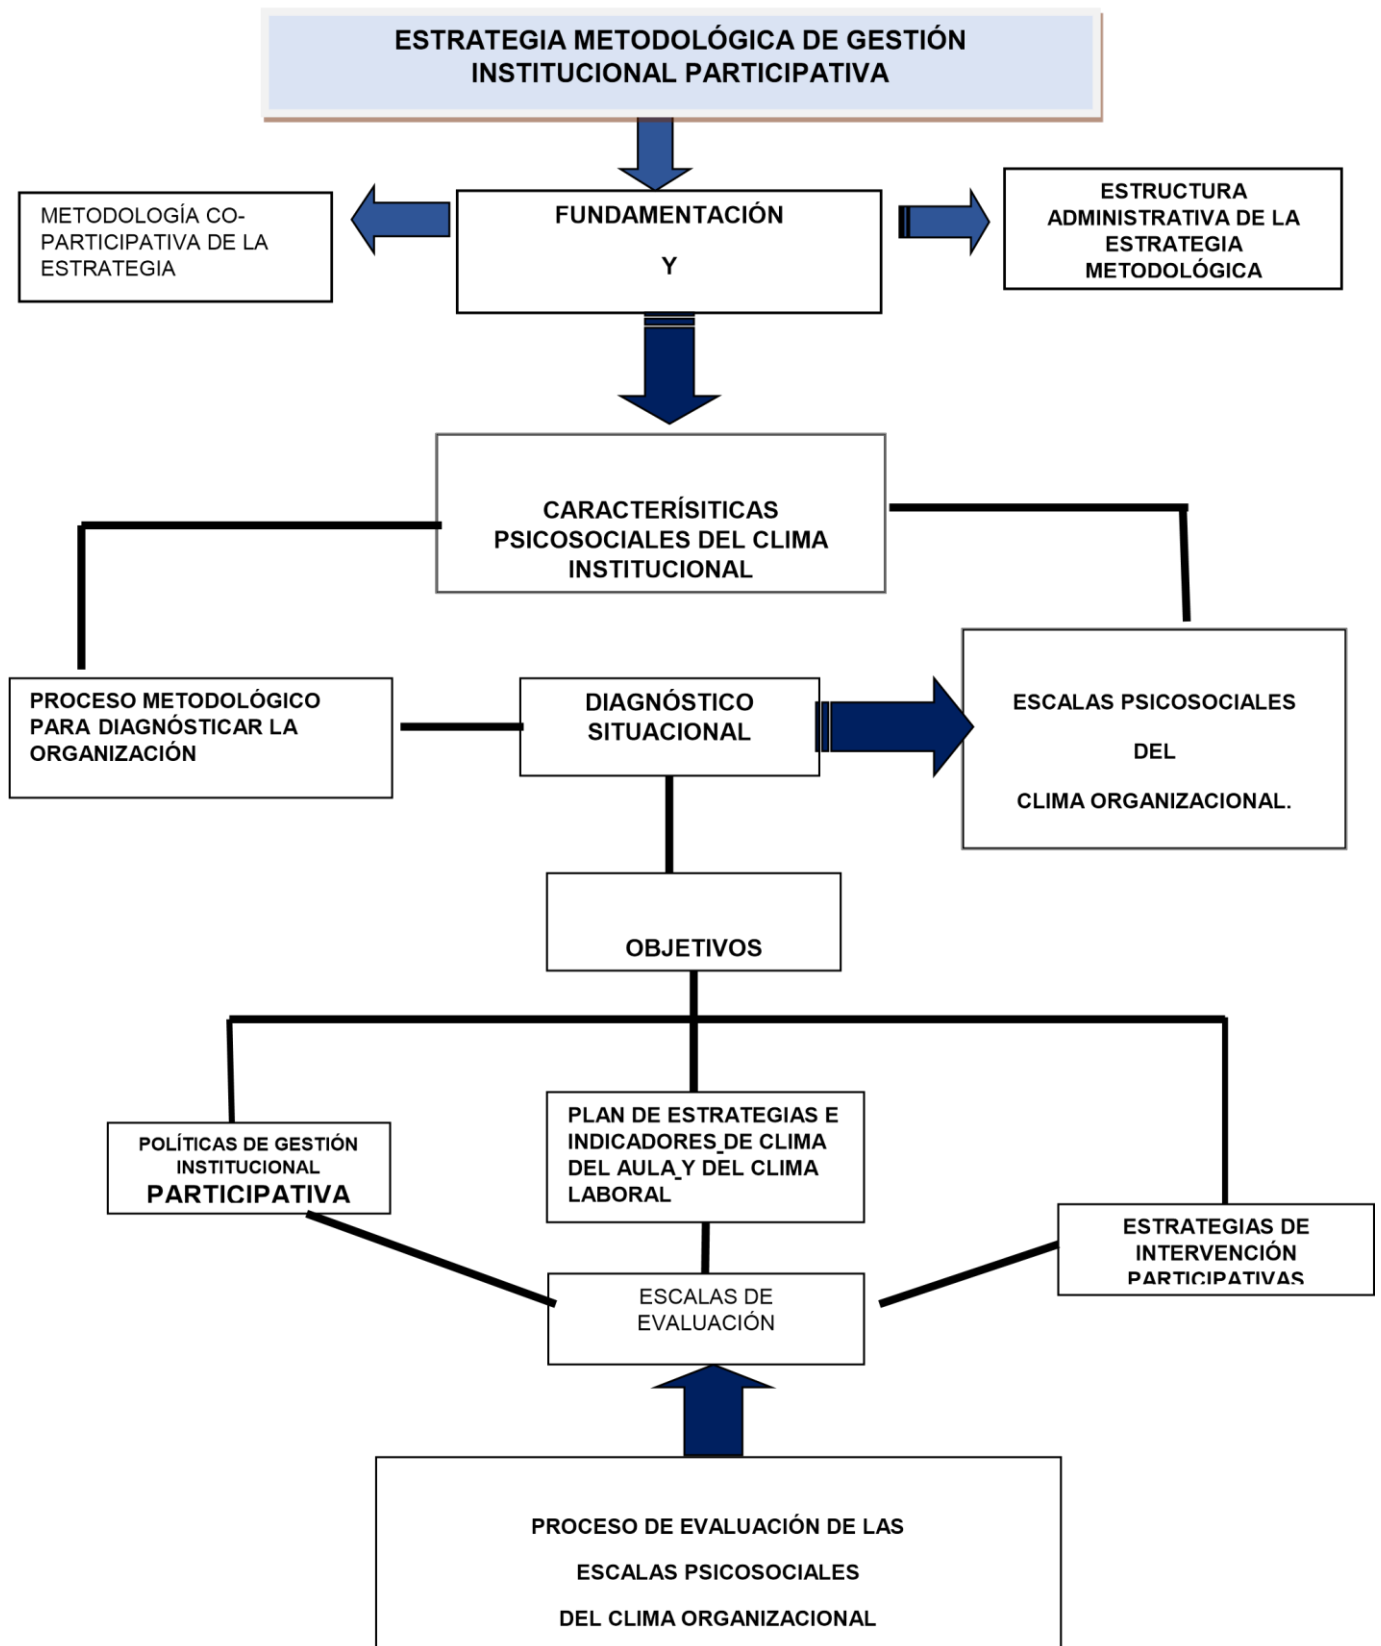 ESTRATEGIA METODOLÓGICA DE GESTIÓN
INSTITUCIONAL PARTICIPATIVA
METODOLOGÍA CO-
PARTICIPATIVA DE LA
ESTRATEGIA
FUNDAMENTACIÓN
Y
ESTRUCTURA
ADMINISTRATIVA DE LA
ESTRATEGIA
METODOLÓGICA
CARACTERÍSITICAS
PSICOSOCIALES DEL CLIMA
INSTITUCIONAL
PROCESO METODOLÓGICO
PARA DIAGNÓSTICAR LA
ORGANIZACIÓN
DIAGNÓSTICO
SITUACIONAL
ESCALAS PSICOSOCIALES
DEL
CLIMA ORGANIZACIONAL.
OBJETIVOS
POLÍTICAS DE GESTIÓN
INSTITUCIONAL
PARTICIPATIVA
PLAN DE ESTRATEGIAS E
INDICADORES DE CLIMA
DEL AULA Y DEL CLIMA
LABORAL
ESTRATEGIAS DE
INTERVENCIÓN
PARTICIPATIVAS
ESCALAS DE
EVALUACIÓN
PROCESO DE EVALUACIÓN DE LAS
ESCALAS PSICOSOCIALES
DEL CLIMA ORGANIZACIONAL